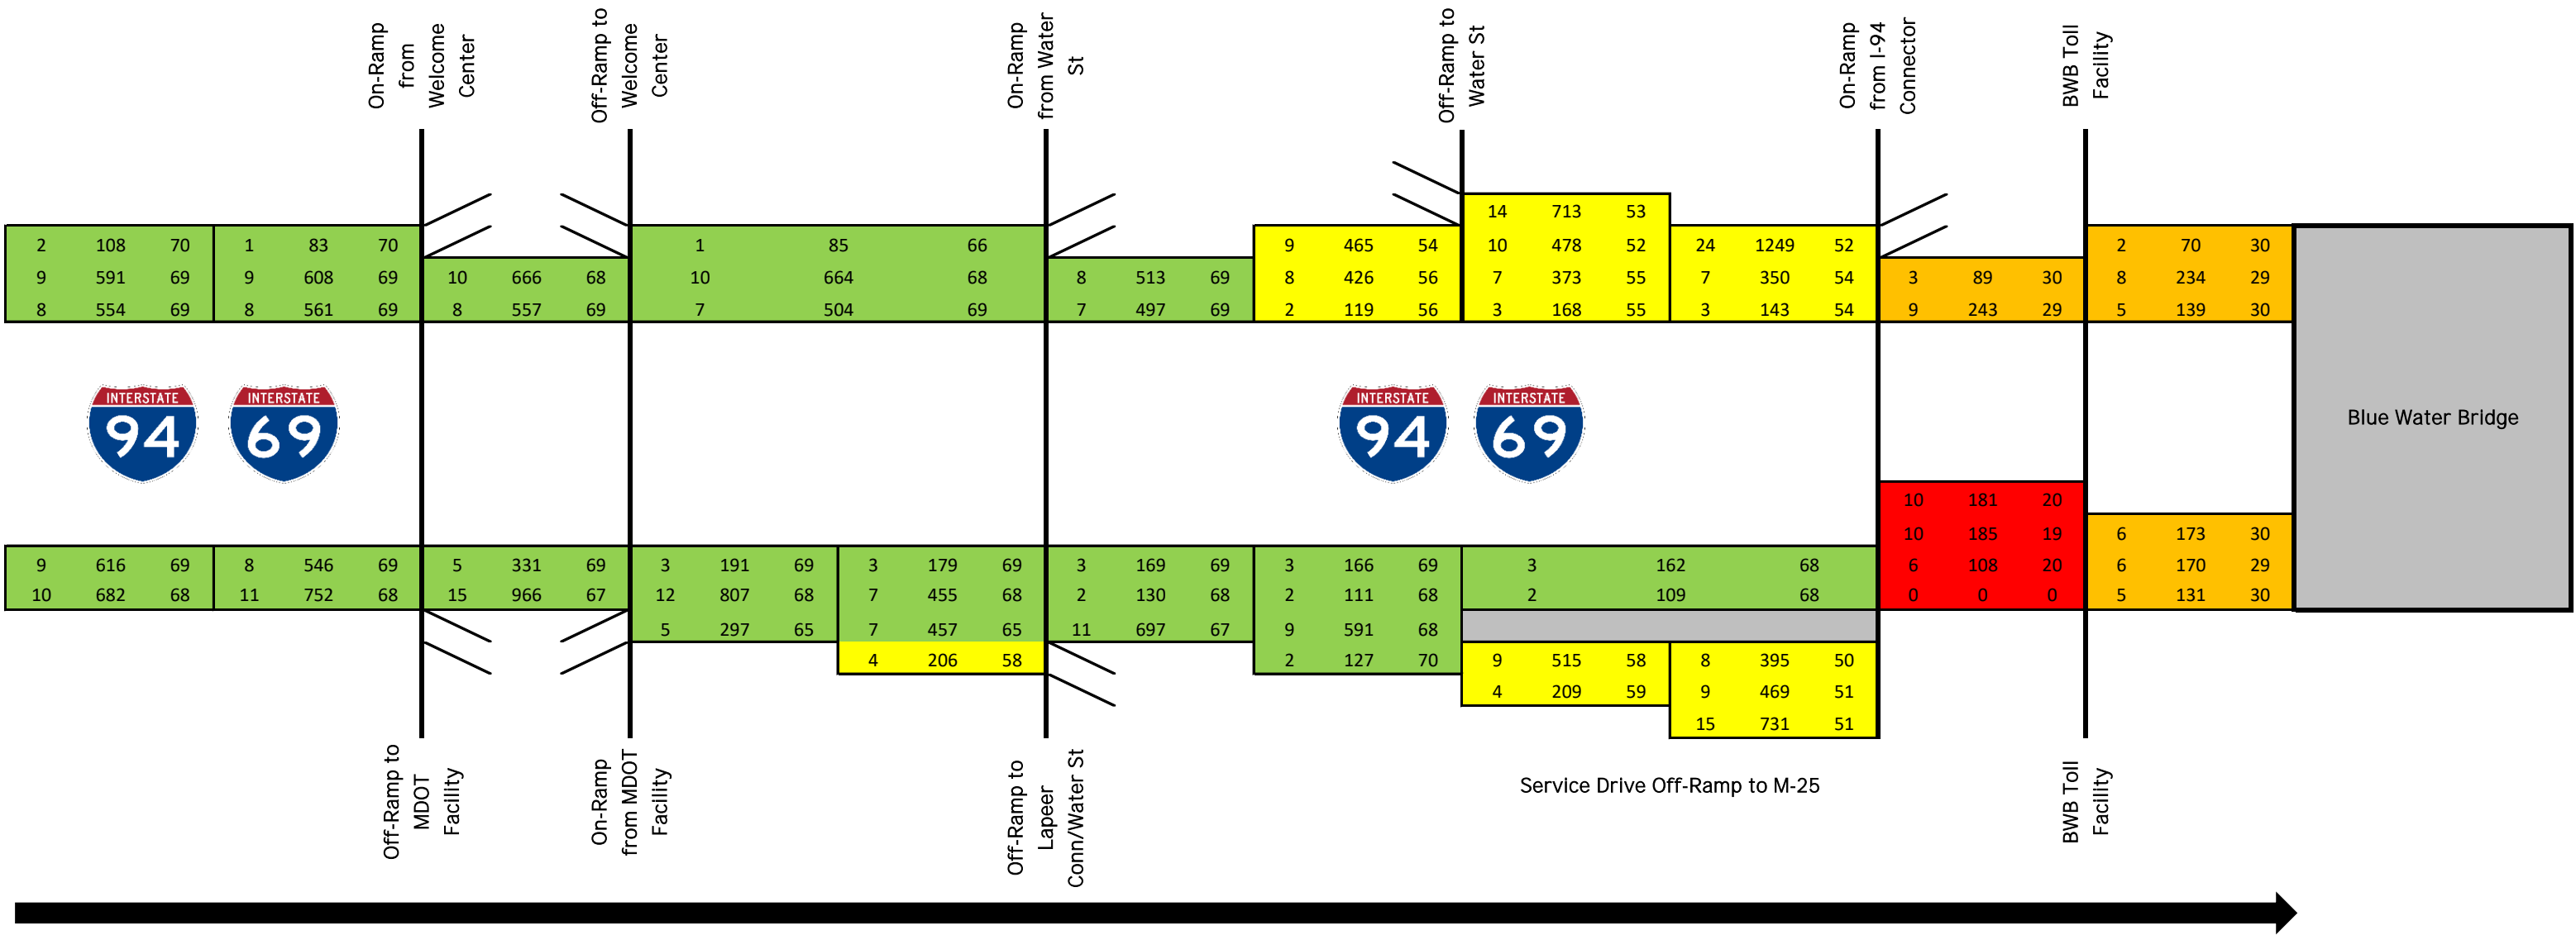 On-Ramp
from
Welcome
Center
Off-Ramp to
Welcome
Center
On-Ramp
from Water
St
Off-Ramp to
Water St
On-Ramp
from I-94
Connector
BWB Toll
Facility
14 713 53
2 108 70 1 83 70 1 85 66 9 465 54 10 478 52 24 1249 52 2 70 30
9 591 69 9 608 69 10 666 68 10 664 68 8 513 69 8 426 56 7 373 55 7 350 54 3 89 30 8 234 29
8 554 69 8 561 69 8 557 69 7 504 69 7 497 69 2 119 56 3 168 55 3 143 54 9 243 29 5 139 30
INTERSTATE
94
INTERSTATE
69
INTERSTATE
94
INTERSTATE
69
Blue Water Bridge
10 181 20
10 185 19 6 173 30
9 616 69 8 546 69 5 331 69 3 191 69 3 179 69 3 169 69 3 166 69 3 162 68 6 108 20 6 170 29
10 682 68 11 752 68 15 966 67 12 807 68 7 455 68 2 130 68 2 111 68 2 109 68 0 0 0 5 131 30
5 297 65 7 457 65 11 697 67 9 591 68
4 206 58 2 127 70 9 515 58 8 395 50
4 209 59 9 469 51
15 731 51
Off-Ramp to
MDOT
Facility
On-Ramp
from MDOT
Facility
Off-Ramp to
Lapeer
Conn/Water St
Service Drive Off-Ramp to M-25
BWB Toll
Facility